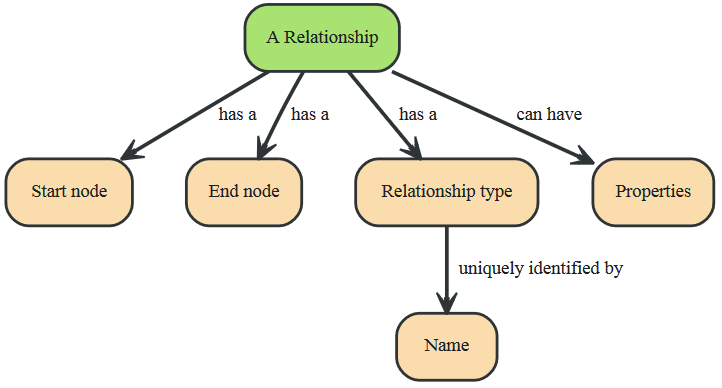 A Relationship
has a
has a
has a
can have
Start node
End node
Relationship type
Properties
uniquely identified by
Name